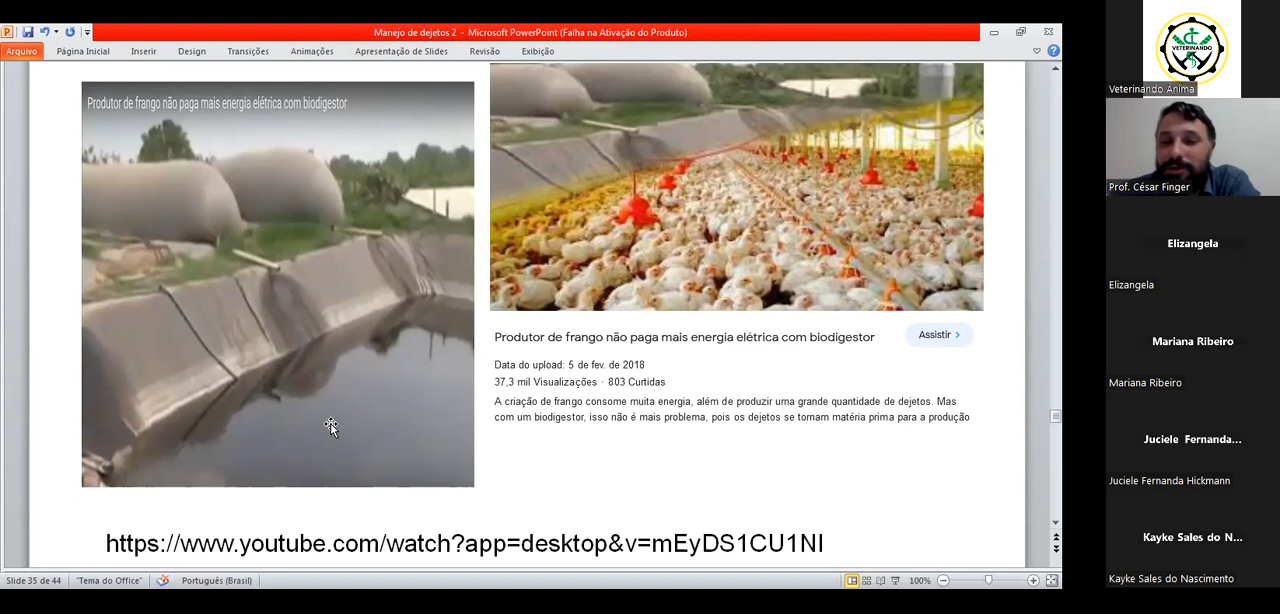 Manejo de dejetos 2 - Microsoft PowerPoint (Falha na Ativação do Produto)
Arquivo
Página Inicial
Inserir
Design
Transições
Animações
Apresentação de Slides
Revisão
Exibição
Produtor de frango não paga mais energia elétrica com biodigestor
Produtor de frango não paga mais energia elétrica com biodigestor
Assistir
Data do upload: 5 de fev. de 2018
37,3 mil Visualizações · 803 Curtidas
A criação de frango consome muita energia, além de produzir uma grande quantidade de dejetos. Mas
com um biodigestor, isso não é mais problema, pois os dejetos se tornam matéria prima para a produção
https://www.youtube.com/watch?app=desktop&v=mEyDS1CU1NI
Slide 35 de 44
"Tema do Office"
Português (Brasil)
100%
VETERINANDO
Veterinando Anima
Prof. César Finger
Elizangela
Elizangela
Mariana Ribeiro
Mariana Ribeiro
Juciele Fernanda...
Juciele Fernanda Hickmann
Kayke Sales do N...
Kayke Sales do Nascimento